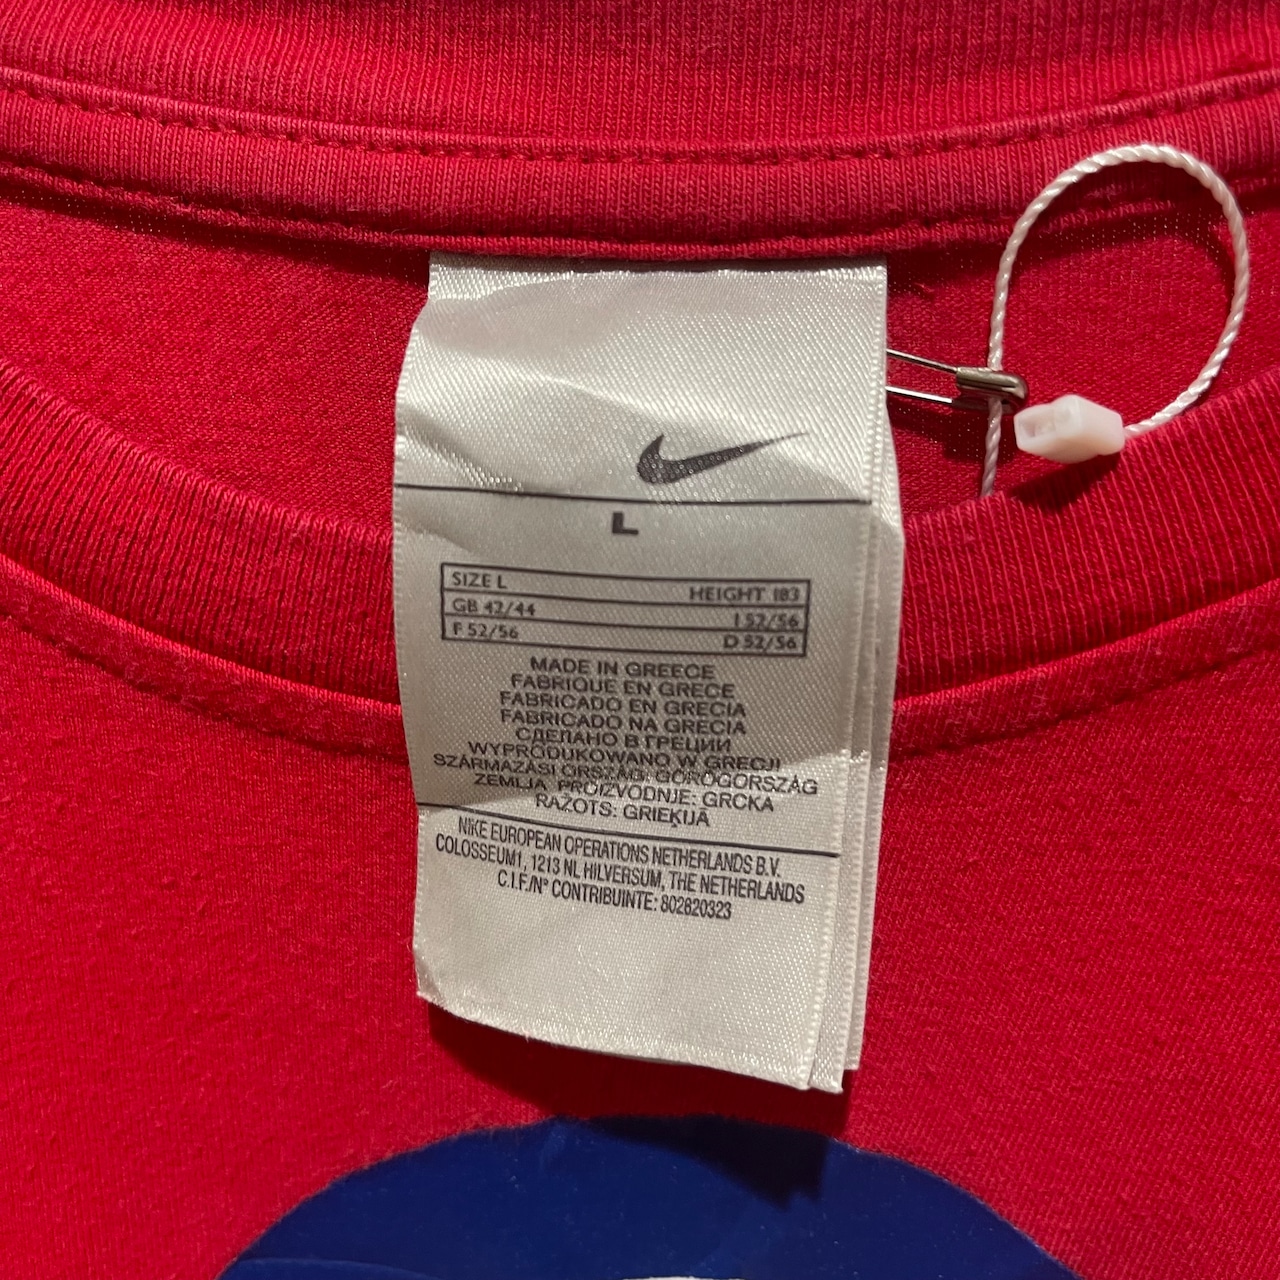 L
SIZE L HEIGHT 183
GB 42/44 I 52/56
F 52/56 D 52/56
MADE IN GREECE
FABRIQUE EN GRECE
FABRICADO EN GRECIA
FABRICADO NA GRECIA
СДЕЛАНО В ГРЕЦИИ
WYPRODUKOWANO W GRECJI
SZÁRMAZÁSI ORSZÁG: GÖRÖGORSZÁG
ZEMLJA PROIZVODNJE: GRCKA
RAŽOTS: GRIEĶIJĀ
NIKE EUROPEAN OPERATIONS NETHERLANDS B.V.
COLOSSEUM1, 1213 NL HILVERSUM, THE NETHERLANDS
C.I.F./N° CONTRIBUINTE: 802820323